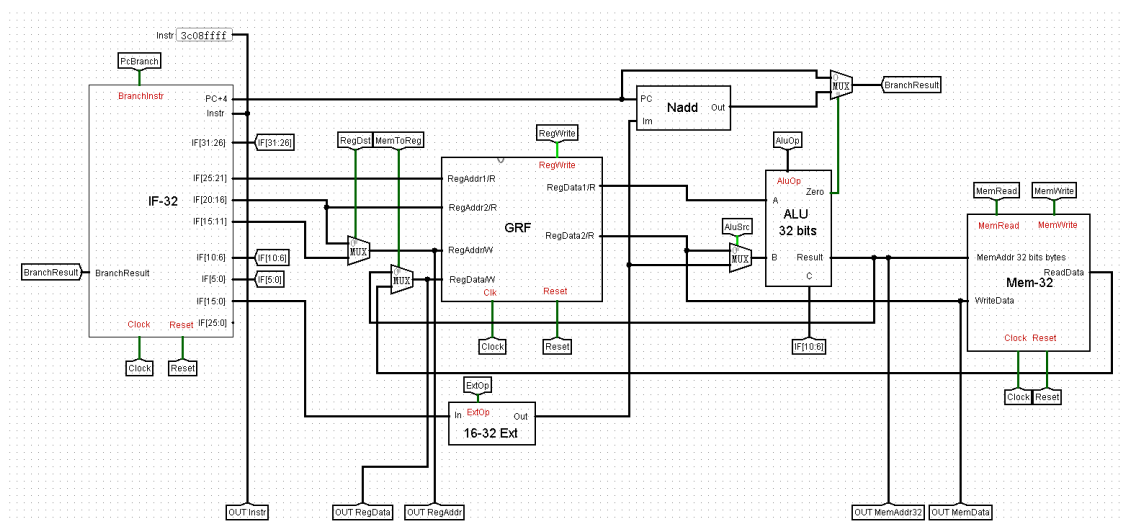 Instr 3c08ffff
PcBranch
BranchInstr
PC+4
Instr
IF[31:26] IF[31:26]
IF[25:21]
IF[20:16]
IF[15:11]
IF-32
IF[10:6] IF[10:6]
IF[5:0] IF[5:0]
BranchResult BranchResult
IF[15:0]
IF[25:0]
Clock Reset
Clock Reset
RegDst MemToReg
MUX
MUX
RegWrite
RegWrite
RegAddr1/R
RegData1/R
RegAddr2/R
GRF
RegData2/R
RegAddr/W
RegData/W
Clk Reset
Clock Reset
ExtOp
In ExtOp Out
16-32 Ext
PC
Nadd
Out
Im
MUX
BranchResult
AluOp
AluOp
Zero
A
ALU
32 bits
AluSrc
MUX
B
Result
C
IF[10:6]
MemRead MemWrite
MemRead MemWrite
MemAddr 32 bits bytes
ReadData
Mem-32
WriteData
Clock Reset
Clock Reset
OUT Instr
OUT RegData
OUT RegAddr
OUT MemAddr32
OUT MemData